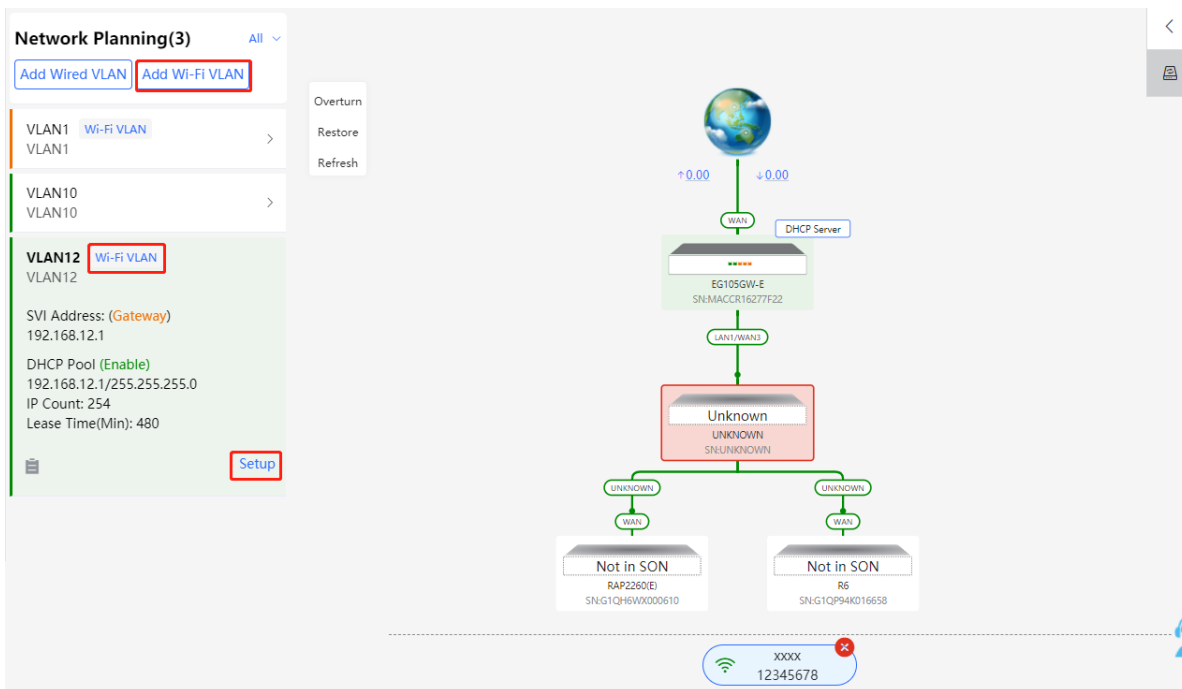 Network Planning(3)
All
Add Wired VLAN
Add Wi-Fi VLAN
VLAN1 Wi-Fi VLAN
VLAN1
VLAN10
VLAN10
VLAN12 Wi-Fi VLAN
VLAN12
SVI Address: (Gateway)
192.168.12.1
DHCP Pool (Enable)
192.168.12.1/255.255.255.0
IP Count: 254
Lease Time(Min): 480
Setup
Overturn
Restore
Refresh
↑0.00 ↓0.00
WAN
DHCP Server
EG105GW-E
SN:MACCR16277F22
LAN1/WAN3
Unknown
UNKNOWN
SN:UNKNOWN
UNKNOWN UNKNOWN
WAN WAN
Not in SON
RAP2260(E)
SN:G1QH6WX000610
Not in SON
R6
SN:G1QP94K016658
xxxx
12345678